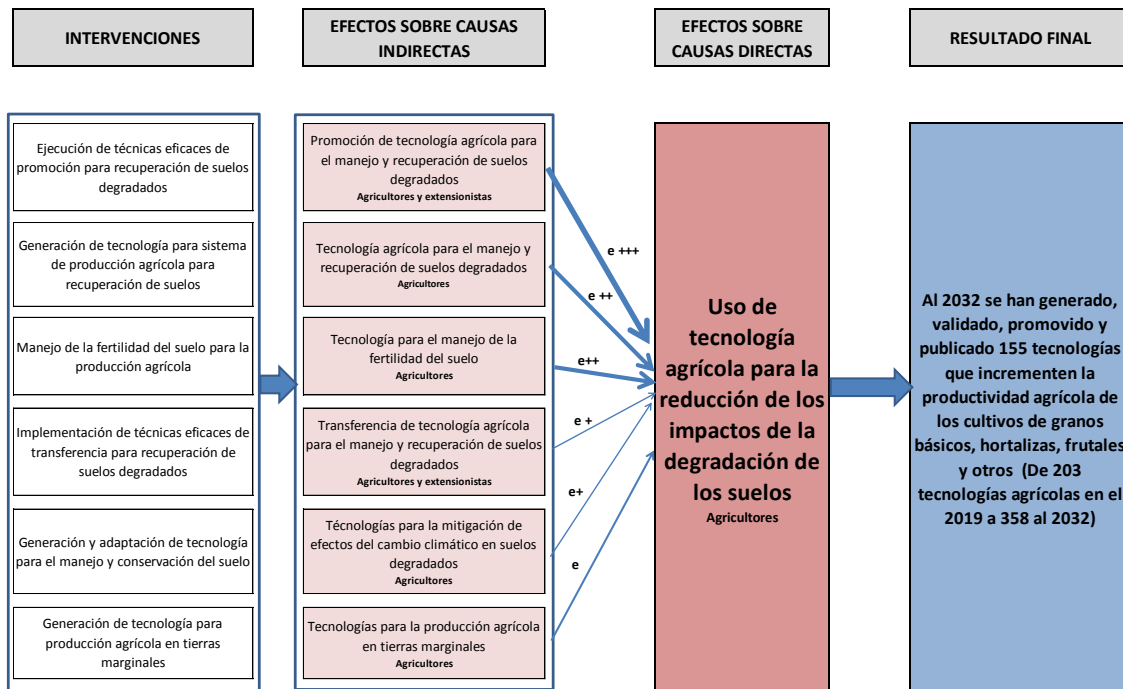 INTERVENCIONES
EFECTOS SOBRE CAUSAS
INDIRECTAS
EFECTOS SOBRE
CAUSAS DIRECTAS
RESULTADO FINAL
Ejecución de técnicas eficaces de
promoción para recuperación de suelos
degradados
Generación de tecnología para sistema
de producción agrícola para
recuperación de suelos
Manejo de la fertilidad del suelo para la
producción agrícola
Implementación de técnicas eficaces de
transferencia para recuperación de
suelos degradados
Generación y adaptación de tecnología
para el manejo y conservación del suelo
Generación de tecnología para
producción agrícola en tierras
marginales
Promoción de tecnología agrícola para
el manejo y recuperación de suelos
degradados
Agricultores y extensionistas
Tecnología agrícola para el manejo y
recuperación de suelos degradados
Agricultores
Tecnología para el manejo de la
fertilidad del suelo
Agricultores
Transferencia de tecnología agrícola
para el manejo y recuperación de suelos
degradados
Agricultores y extensionistas
Técnologías para la mitigación de
efectos del cambio climático en suelos
degradados
Agricultores
Tecnologías para la producción agrícola
en tierras marginales
Agricultores
e +++
e ++
e++
e +
e+
e
Uso de
tecnología
agrícola para la
reducción de los
impactos de la
degradación de
los suelos
Agricultores
Al 2032 se han generado,
validado, promovido y
publicado 155 tecnologías
que incrementen la
productividad agrícola de
los cultivos de granos
básicos, hortalizas, frutales
y otros (De 203
tecnologías agrícolas en el
2019 a 358 al 2032)